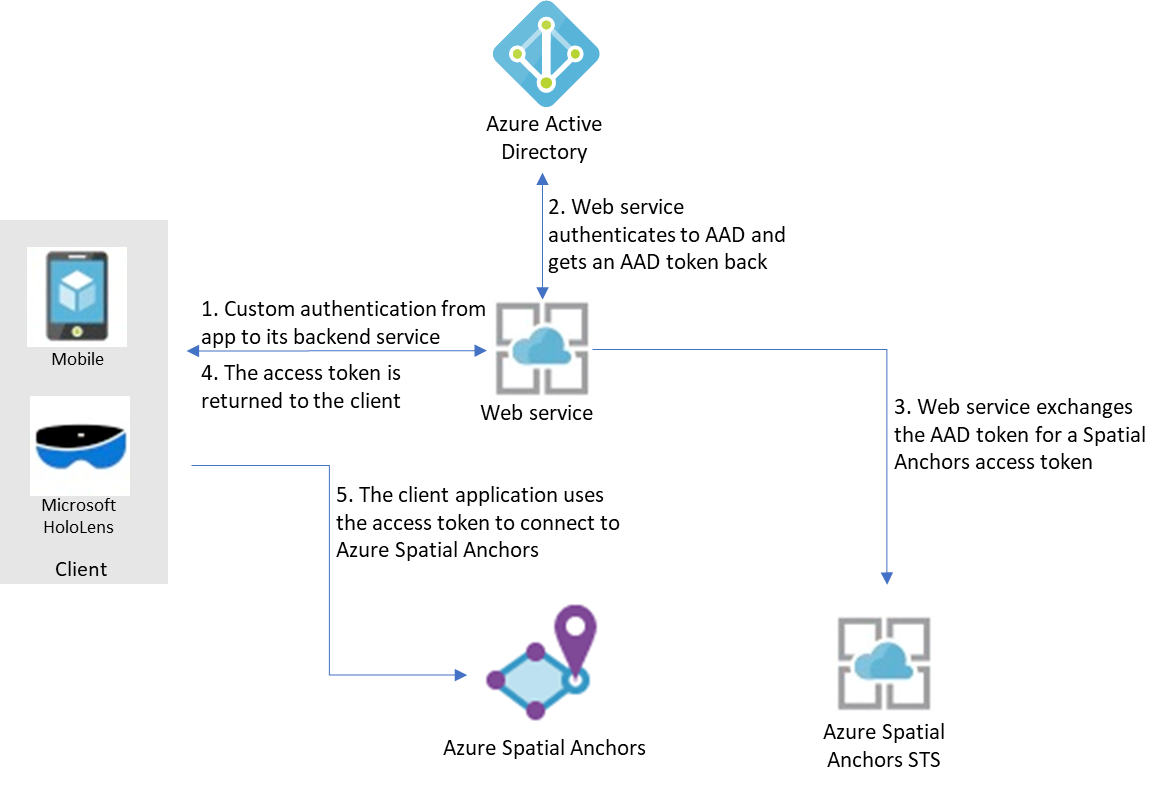 Azure Active
Directory
2. Web service
authenticates to AAD and
gets an AAD token back
1. Custom authentication from
app to its backend service
4. The access token is
returned to the client
Web service
Mobile
Microsoft
HoloLens
Client
3. Web service exchanges
the AAD token for a Spatial
Anchors access token
5. The client application uses
the access token to connect to
Azure Spatial Anchors
Azure Spatial Anchors
Azure Spatial
Anchors STS